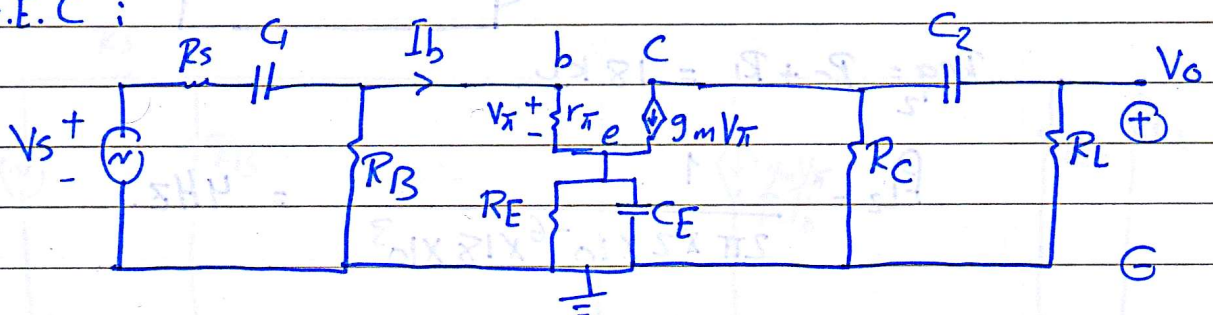 .E.C :
Rs C1 Ib b C C2 Vo
Vs + - RB Vπ + - rπ e gmVπ RC RL +
RE CE -